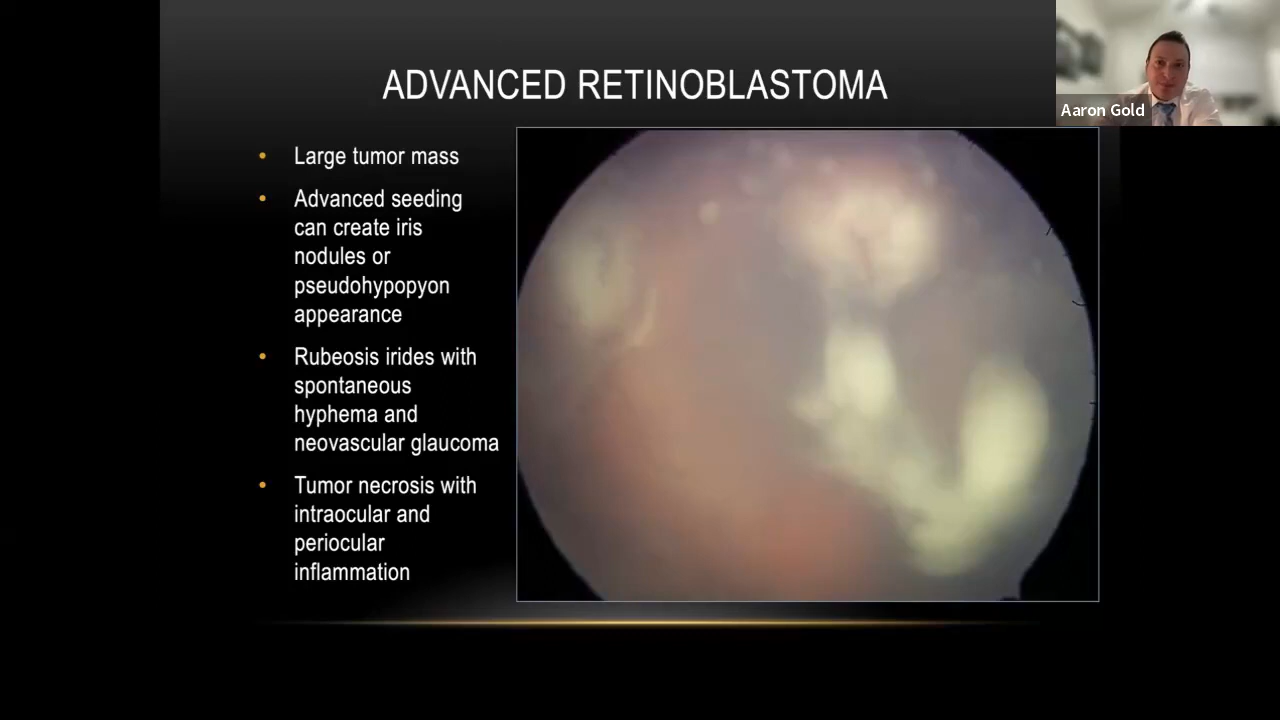 ADVANCED RETINOBLASTOMA
Aaron Gold
• Large tumor mass
• Advanced seeding
can create iris
nodules or
pseudohypopyon
appearance
• Rubeosis irides with
spontaneous
hyphema and
neovascular glaucoma
• Tumor necrosis with
intraocular and
periocular
inflammation